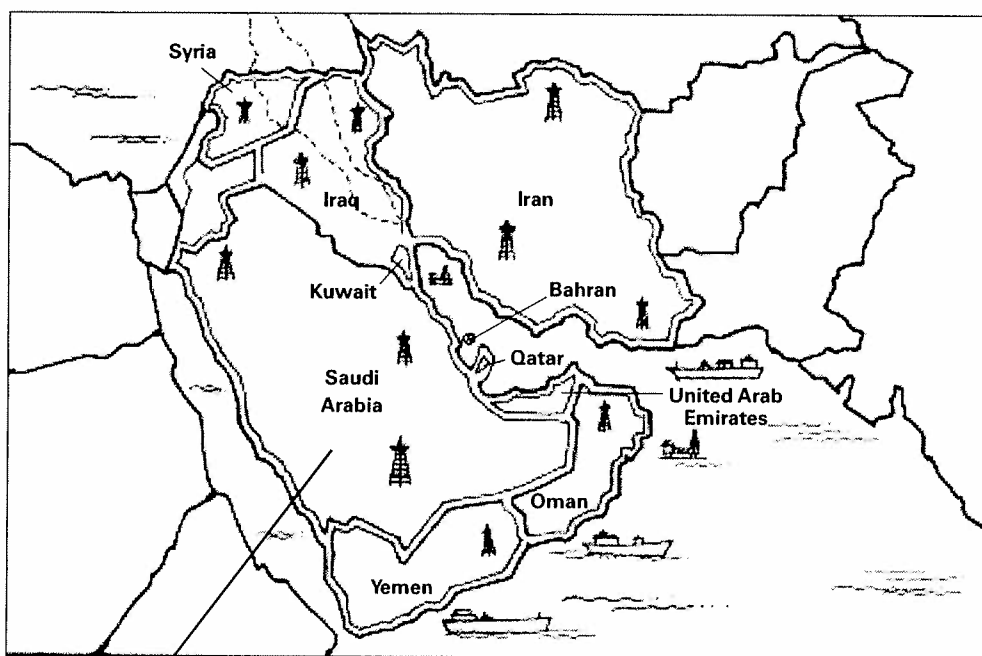 Syria
Iraq
Iran
Kuwait
Bahran
Qatar
Saudi
Arabia
United Arab
Emirates
Oman
Yemen